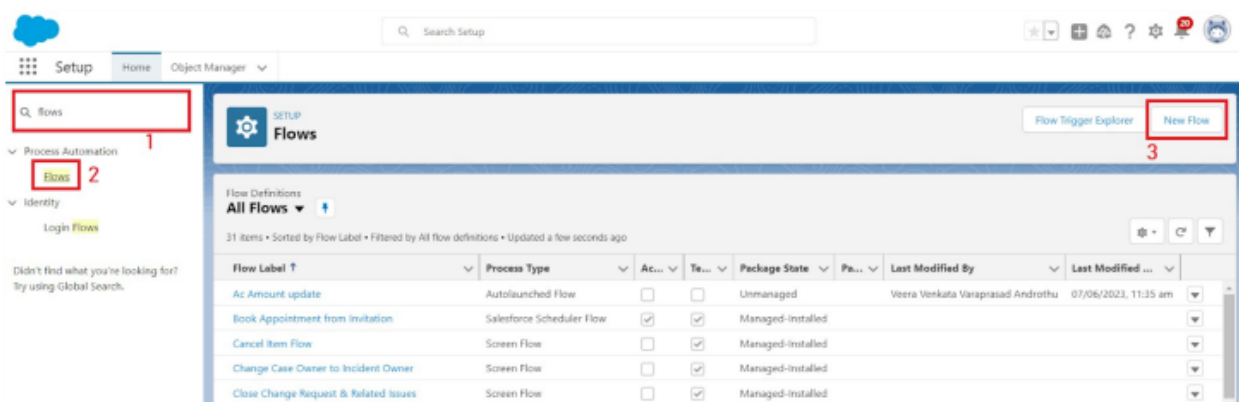 Search Setup
20
Setup Home Object Manager
flows
1
Process Automation
Flows 2
Identity
Login Flows
Didn't find what you're looking for?
Try using Global Search.
SETUP
Flows
Flow Trigger Explorer New Flow
3
Flow Definitions
All Flows
31 items • Sorted by Flow Label • Filtered by All flow definitions • Updated a few seconds ago
Flow Label ↑ Process Type Ac... Te... Package State Pa... Last Modified By Last Modified ...
Ac Amount update Autolaunched Flow Unmanaged Veera Venkata Varaprasad Androthu 07/06/2023, 11:35 am
Book Appointment from Invitation Salesforce Scheduler Flow Managed-Installed
Cancel Item Flow Screen Flow Managed-Installed
Change Case Owner to Incident Owner Screen Flow Managed-Installed
Close Change Request & Related Issues Screen Flow Managed-Installed